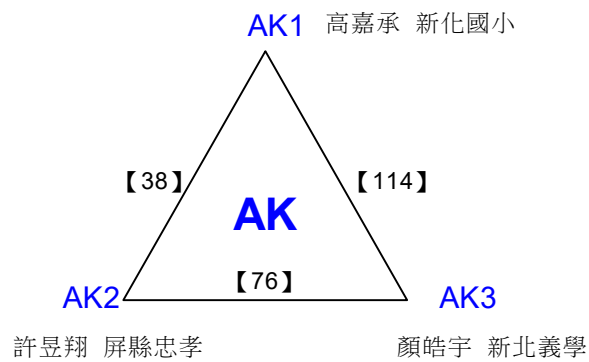 AK1 高嘉承 新化國小
【38】
【114】
AK
【76】
AK2
AK3
許昱翔 屏縣忠孝
顏皓宇 新北義學